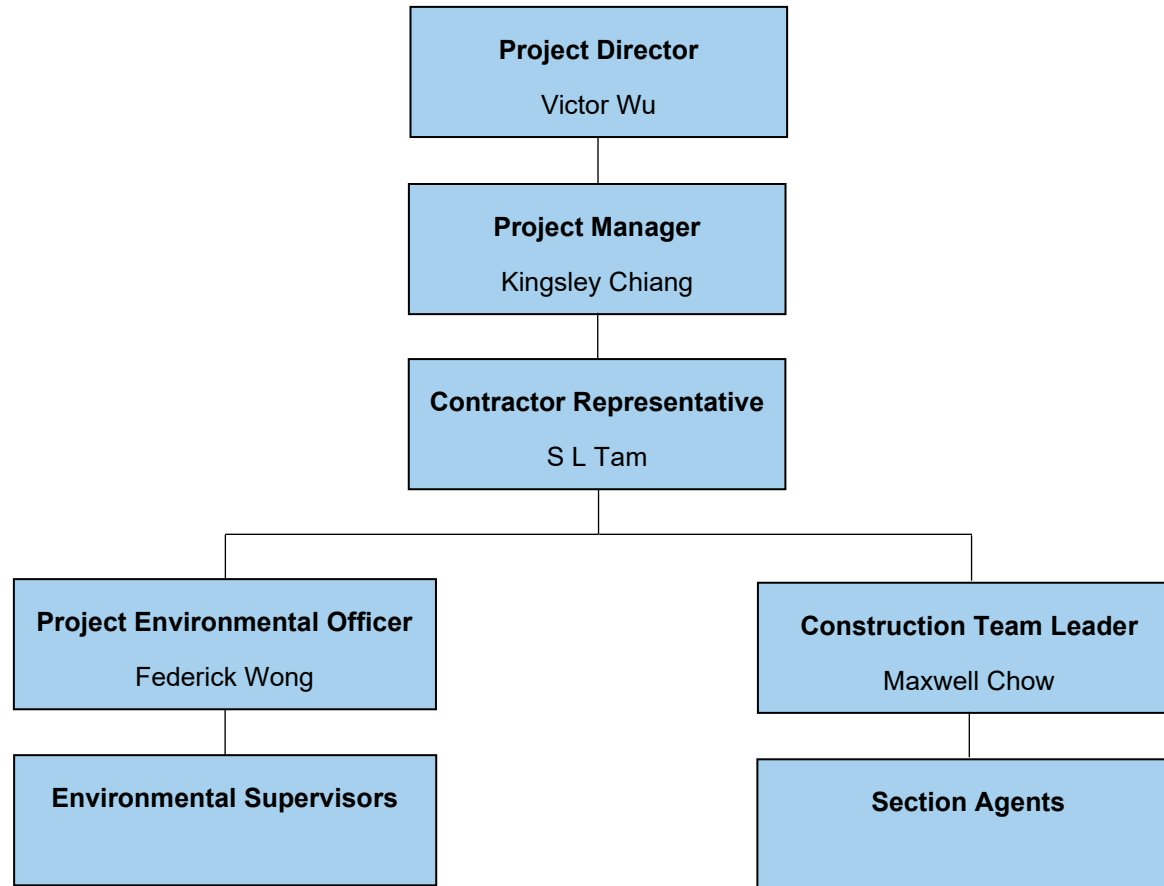 Project Director
Victor Wu
Project Manager
Kingsley Chiang
Contractor Representative
S L Tam
Project Environmental Officer
Federick Wong
Construction Team Leader
Maxwell Chow
Environmental Supervisors
Section Agents